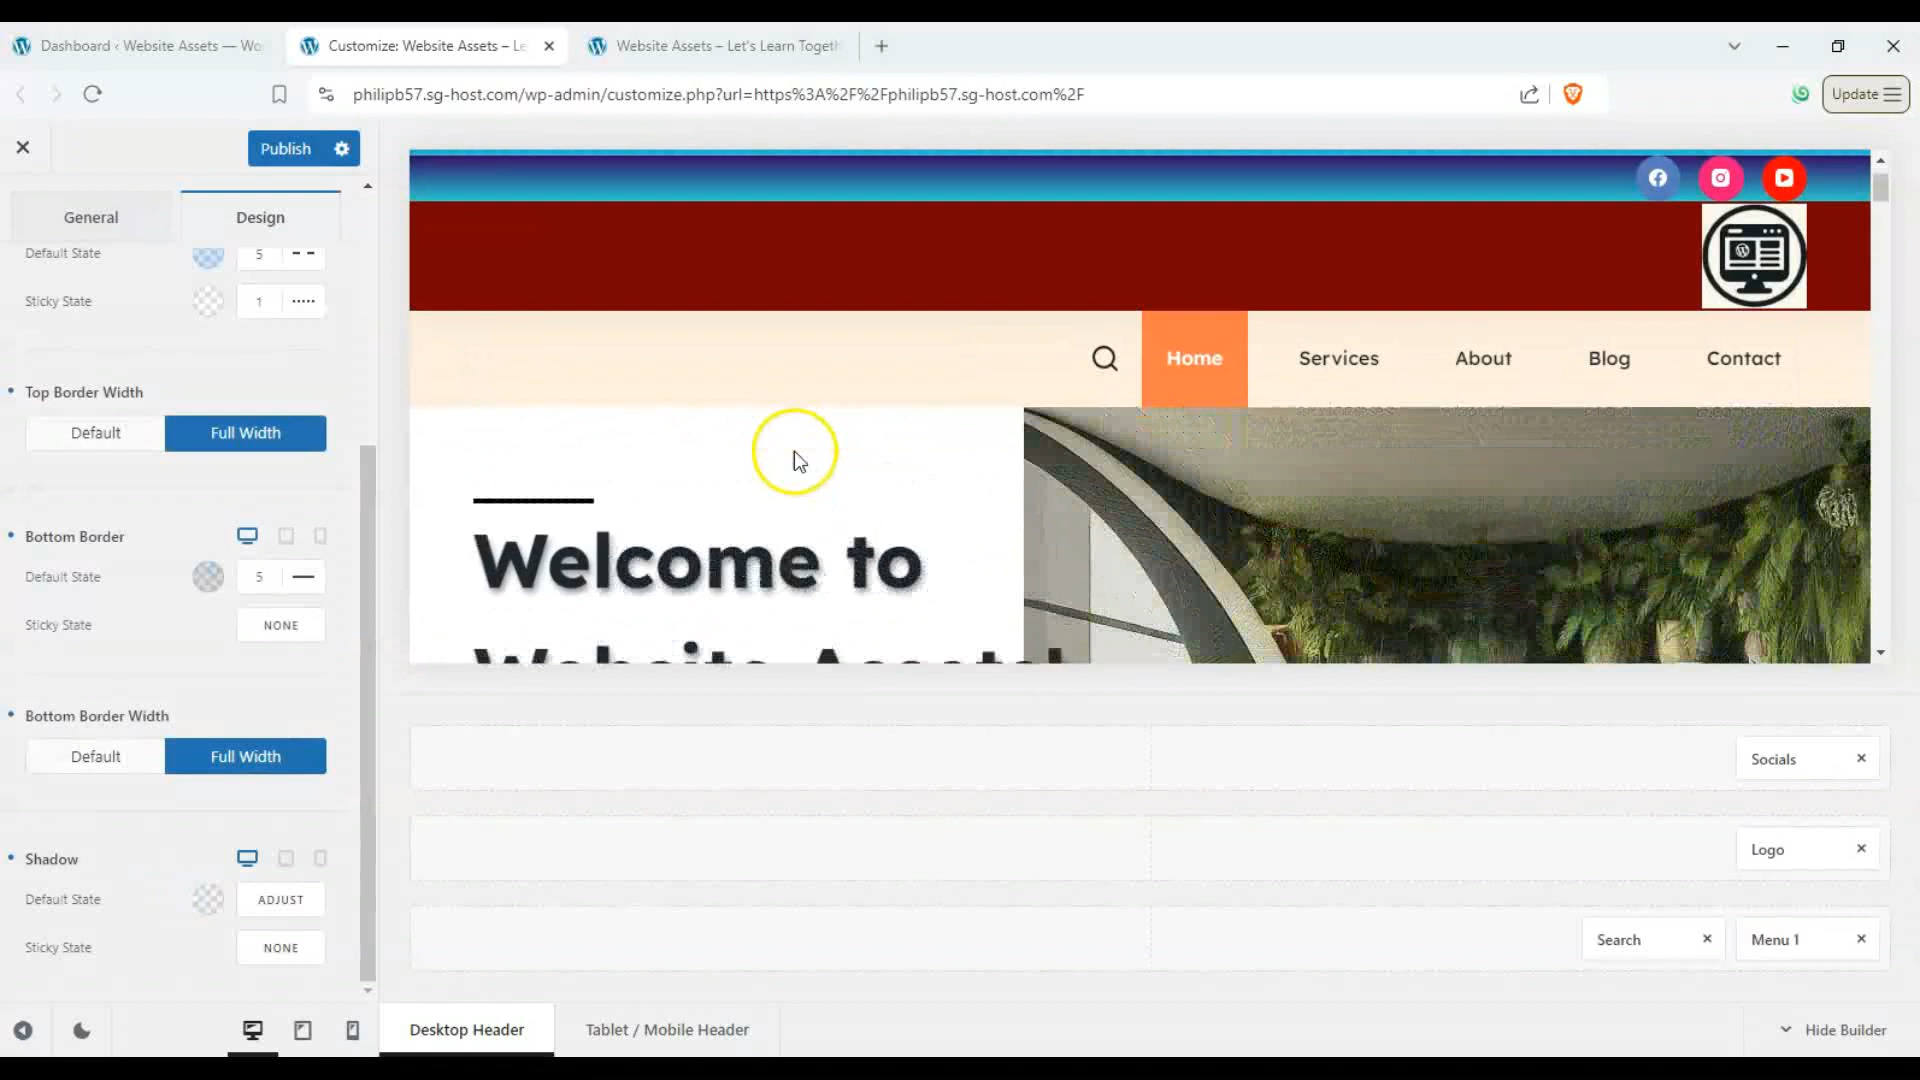 Dashboard ‹ Website Assets — Wo
Customize: Website Assets – Le
Website Assets – Let's Learn Togeth
philipb57.sg-host.com/wp-admin/customize.php?url=https%3A%2F%2Fphilipb57.sg-host.com%2F
Update
Publish
General
Design
Default State
5
Sticky State
1
Top Border Width
Default
Full Width
Bottom Border
Default State
5
Sticky State
NONE
Bottom Border Width
Default
Full Width
Shadow
Default State
ADJUST
Sticky State
NONE
Home
Services
About
Blog
Contact
Welcome to
Website Assets!
Socials
Logo
Search
Menu 1
Desktop Header
Tablet / Mobile Header
Hide Builder